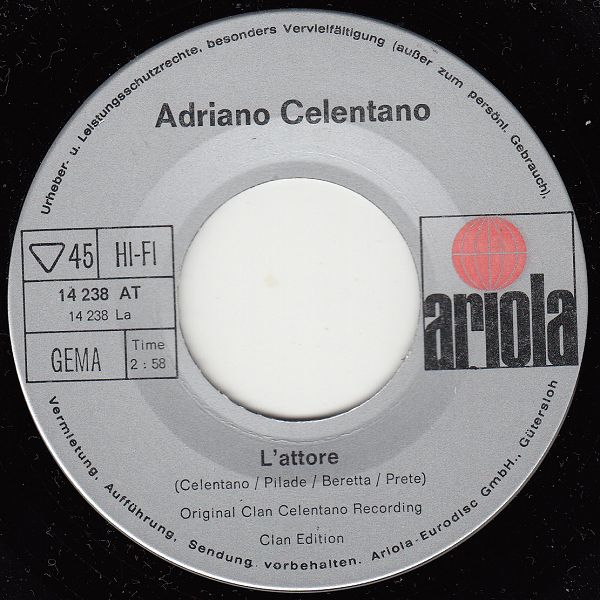 Urheber- u. Leistungsschutzrechte, besonders Vervielfältigung (außer zum persönl. Gebrauch),
Adriano Celentano
45 HI-FI
14 238 AT
14 238 La
GEMA
Time
2 : 58
ariola
L'attore
(Celentano / Pilade / Beretta / Prete)
Original Clan Celentano Recording
Clan Edition
Vermietung, Aufführung, Sendung vorbehalten. Ariola-Eurodisc GmbH., Gütersloh